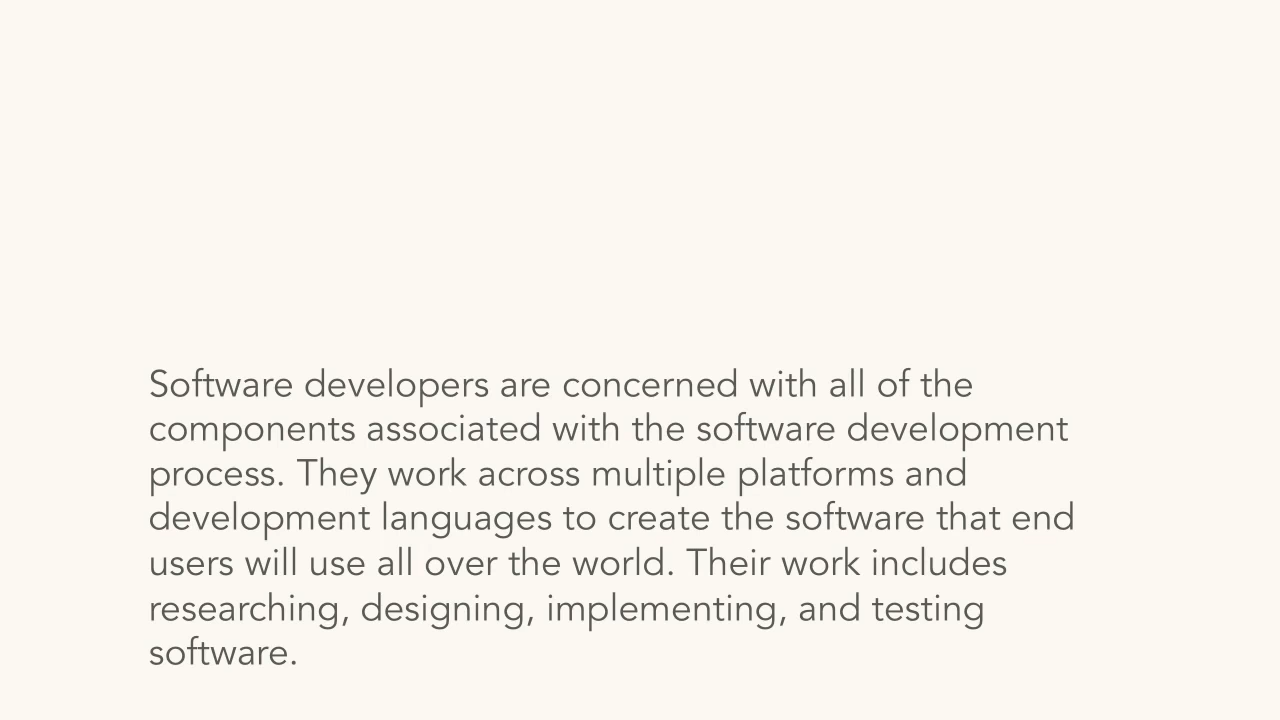 Software developers are concerned with all of the
components associated with the software development
process. They work across multiple platforms and
development languages to create the software that end
users will use all over the world. Their work includes
researching, designing, implementing, and testing
software.